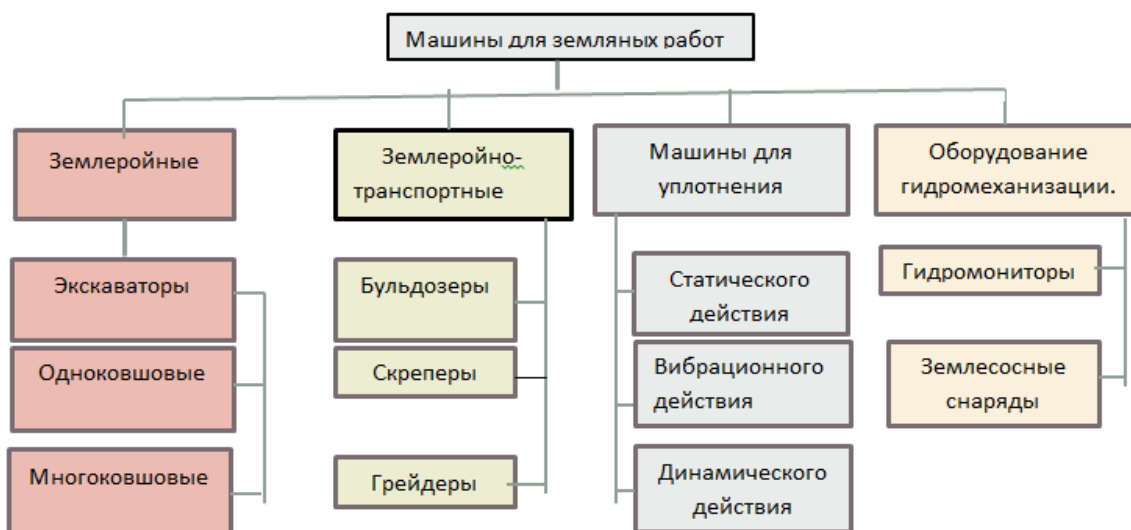 Машины для земляных работ
Землеройные
Землеройно-
транспортные
Машины для
уплотнения
Оборудование
гидромеханизации.
Экскаваторы
Бульдозеры
Статического
действия
Гидромониторы
Одноковшовые
Скреперы
Вибрационного
действия
Землесосные
снаряды
Многоковшовые
Грейдеры
Динамического
действия